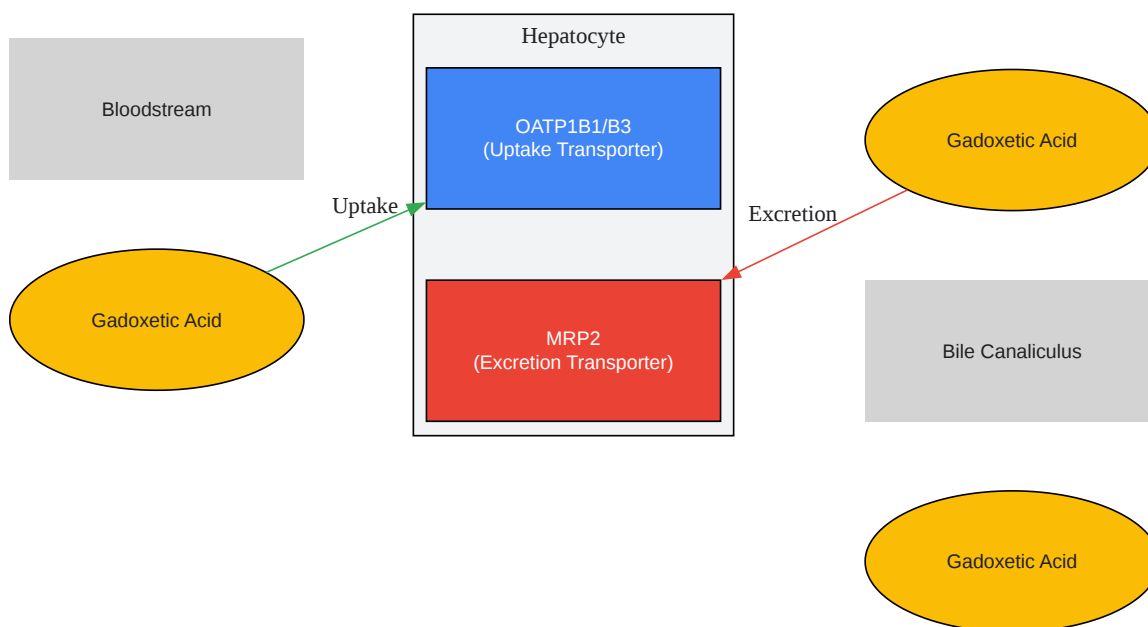 Hepatocyte
Bloodstream
OATP1B1/B3
(Uptake Transporter)
Gadoxetic Acid
Uptake
Excretion
Gadoxetic Acid
MRP2
(Excretion Transporter)
Bile Canaliculus
Gadoxetic Acid